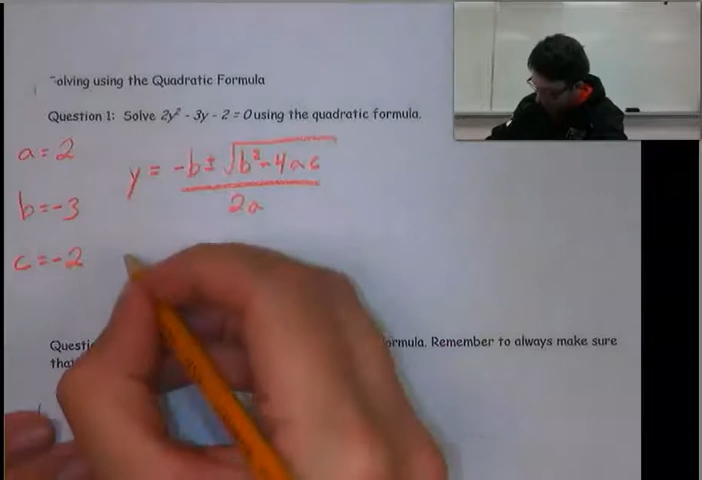 olving using the Quadratic Formula
Question 1: Solve 2y² - 3y - 2 = 0 using the quadratic formula.
a = 2
y = -b ± √b² - 4ac
2a
b = -3
c = -2
ormula. Remember to always make sure